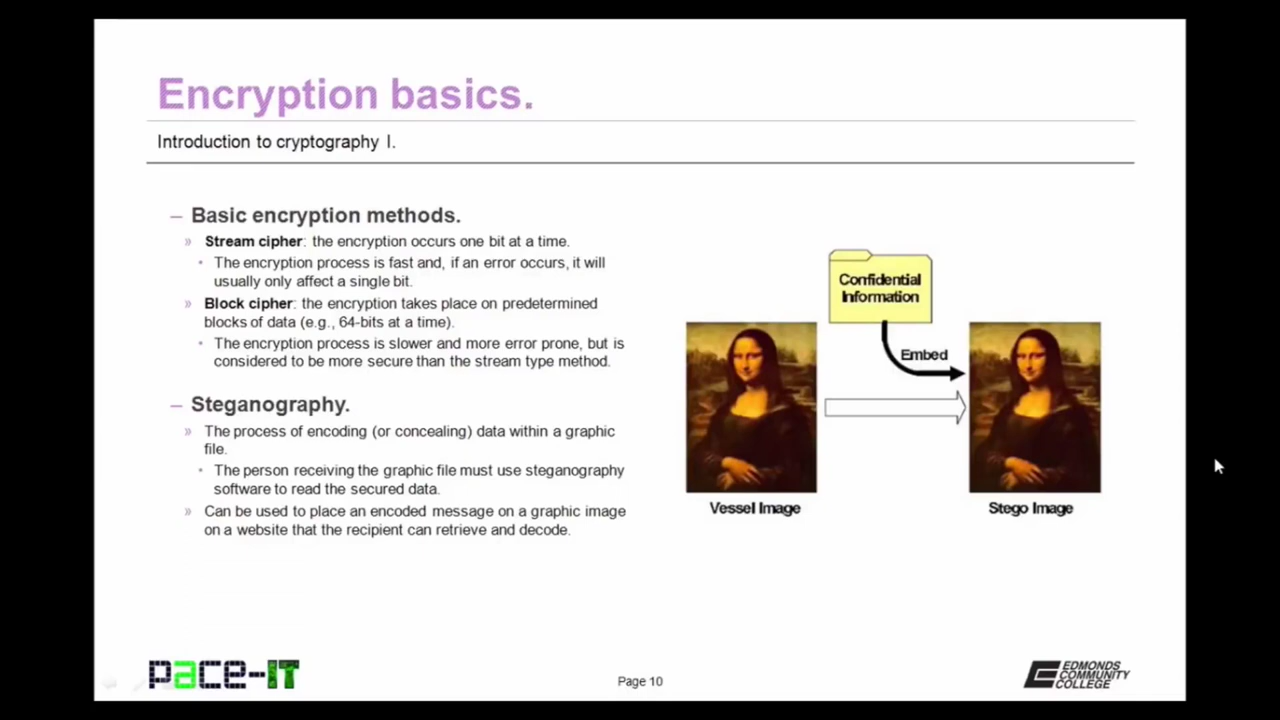 Encryption basics.
Introduction to cryptography I.
– Basic encryption methods.
» Stream cipher: the encryption occurs one bit at a time.
• The encryption process is fast and, if an error occurs, it will
usually only affect a single bit.
» Block cipher: the encryption takes place on predetermined
blocks of data (e.g., 64-bits at a time).
• The encryption process is slower and more error prone, but is
considered to be more secure than the stream type method.
– Steganography.
» The process of encoding (or concealing) data within a graphic
file.
• The person receiving the graphic file must use steganography
software to read the secured data.
» Can be used to place an encoded message on a graphic image
on a website that the recipient can retrieve and decode.
Confidential
Information
Embed
Vessel Image
Stego Image
pace-IT
Page 10
EDMONDS
COMMUNITY
COLLEGE